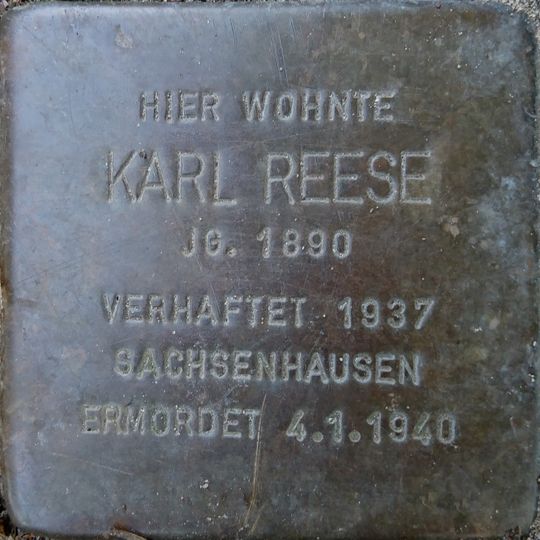 HIER WOHNTE
KARL REESE
JG. 1890
VERHAFTET 1937
SACHSENHAUSEN
ERMORDET 4.1.1940